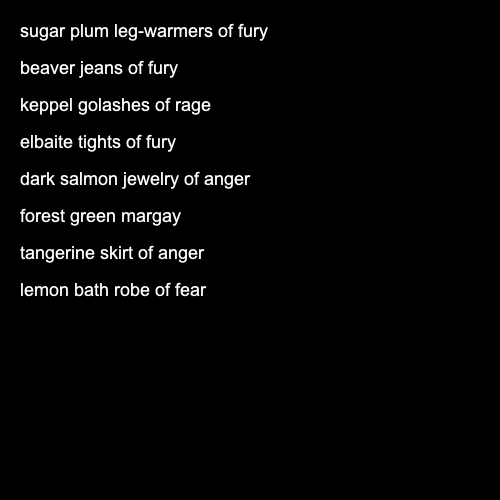 sugar plum leg-warmers of fury
beaver jeans of fury
keppel golashes of rage
elbaite tights of fury
dark salmon jewelry of anger
forest green margay
tangerine skirt of anger
lemon bath robe of fear